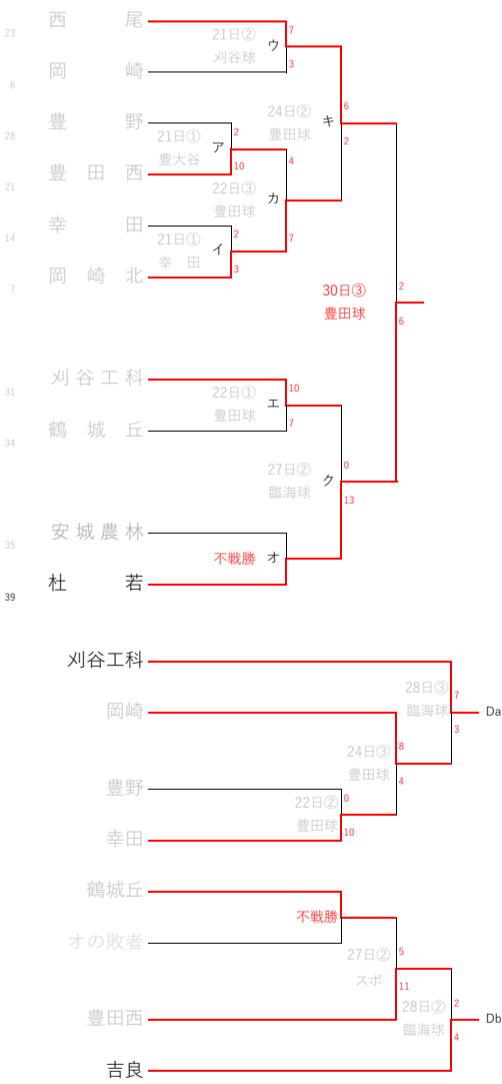 西尾
23
7
21日②
ウ
刈谷球
3
岡崎
6
6
24日②
キ
豊田球
2
豊野
28
2
21日①
ア
豊大谷
10
豊田西
21
4
22日③
カ
豊田球
7
幸田
14
2
21日①
イ
幸田
3
岡崎北
7
30日③
2
豊田球
6
刈谷工科
31
10
22日①
エ
豊田球
7
鶴城丘
34
0
27日②
ク
臨海球
13
安城農林
35
不戦勝
オ
杜若
39
刈谷工科
28日③
7
臨海球
Da
3
岡崎
8
24日③
豊田球
4
豊野
0
22日②
豊田球
10
幸田
鶴城丘
不戦勝
オの敗者
5
27日②
スポ
11
豊田西
2
28日②
Db
臨海球
4
吉良